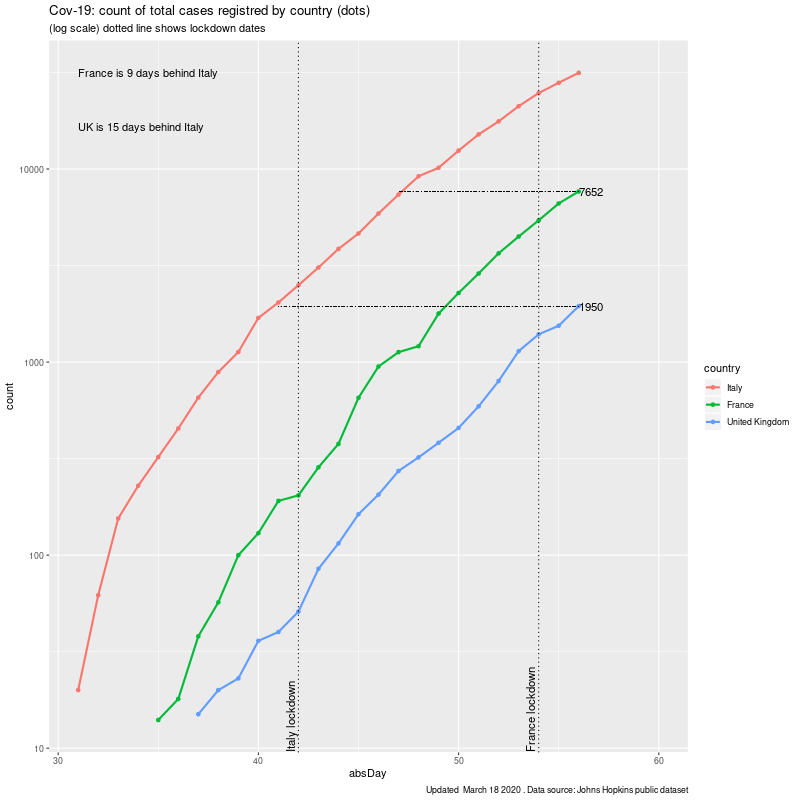 Cov-19: count of total cases registred by country (dots)
(log scale) dotted line shows lockdown dates
France is 9 days behind Italy
UK is 15 days behind Italy
10000
1000
100
10
count
7652
1950
Italy lockdown
France lockdown
30
40
50
60
absDay
country
Italy
France
United Kingdom
Updated March 18 2020 . Data source: Johns Hopkins public dataset